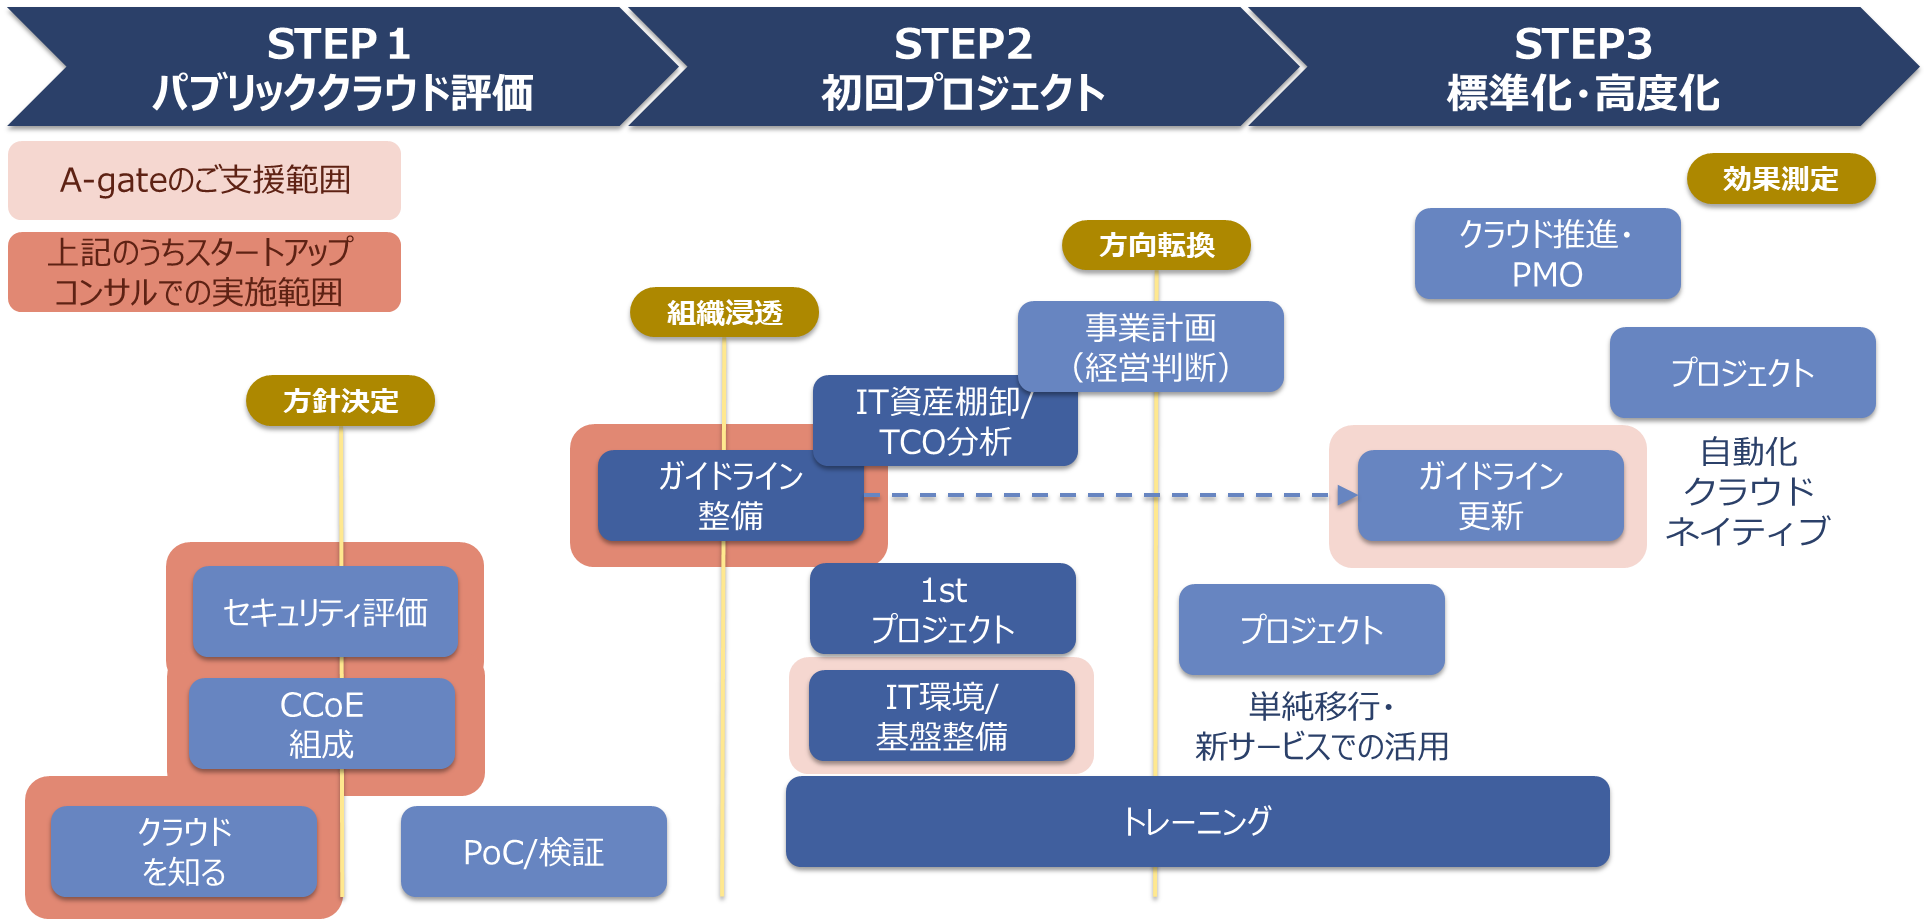 STEP１
パブリッククラウド評価
STEP2
初回プロジェクト
STEP3
標準化・高度化
A-gateのご支援範囲
上記のうちスタートアップ
コンサルでの実施範囲
効果測定
クラウド推進・
PMO
方向転換
組織浸透
事業計画
（経営判断）
プロジェクト
方針決定
IT資産棚卸/
TCO分析
自動化
クラウド
ネイティブ
ガイドライン
整備
ガイドライン
更新
セキュリティ評価
1st
プロジェクト
プロジェクト
CCoE
組成
IT環境/
基盤整備
単純移行・
新サービスでの活用
クラウド
を知る
PoC/検証
トレーニング